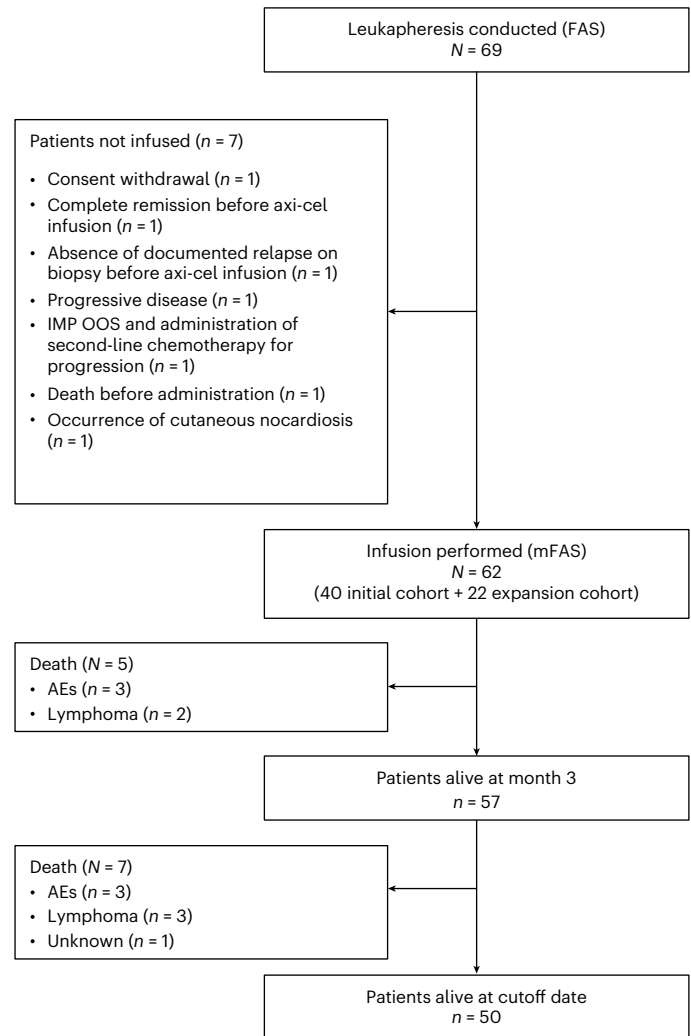 Leukapheresis conducted (FAS)
N = 69
Patients not infused (n = 7)
• Consent withdrawal (n = 1)
• Complete remission before axi-cel
infusion (n = 1)
• Absence of documented relapse on
biopsy before axi-cel infusion (n = 1)
• Progressive disease (n = 1)
• IMP OOS and administration of
second-line chemotherapy for
progression (n = 1)
• Death before administration (n = 1)
• Occurrence of cutaneous nocardiosis
(n = 1)
Infusion performed (mFAS)
N = 62
(40 initial cohort + 22 expansion cohort)
Death (N = 5)
• AEs (n = 3)
• Lymphoma (n = 2)
Patients alive at month 3
n = 57
Death (N = 7)
• AEs (n = 3)
• Lymphoma (n = 3)
• Unknown (n = 1)
Patients alive at cutoff date
n = 50